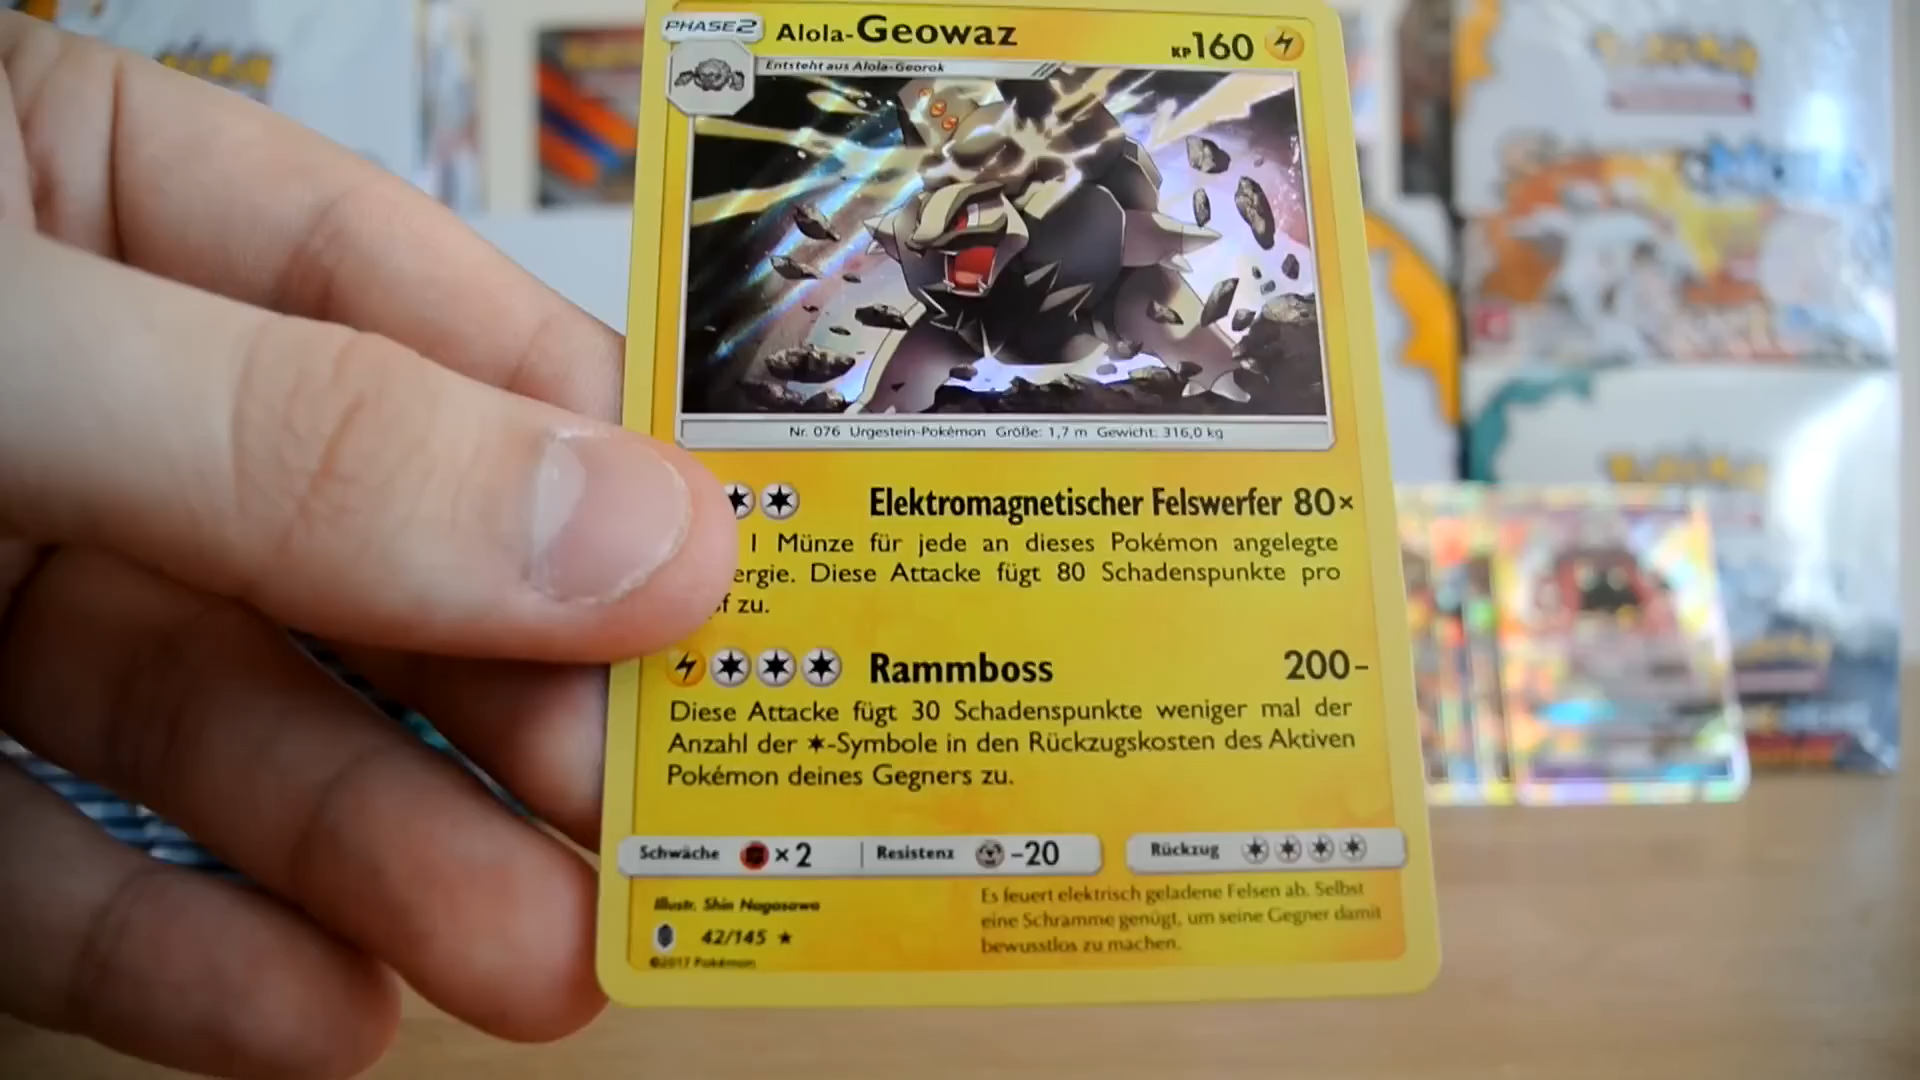 PHASE 2 Alola-Geowaz KP160
Entsteht aus Alola-Georok
Nr. 076 Urgestein-Pokémon Größe: 1,7 m Gewicht: 316,0 kg
Elektromagnetischer Felswerfer 80×
1 Münze für jede an dieses Pokémon angelegte
ergie. Diese Attacke fügt 80 Schadenspunkte pro
f zu.
Rammboss 200-
Diese Attacke fügt 30 Schadenspunkte weniger mal der
Anzahl der ✶-Symbole in den Rückzugskosten des Aktiven
Pokémon deines Gegners zu.
Schwäche ×2 Resistenz -20 Rückzug
Illustr. Shin Nagasawa
42/145 ★
©2017 Pokémon
Es feuert elektrisch geladene Felsen ab. Selbst
eine Schramme genügt, um seine Gegner damit
bewusstlos zu machen.